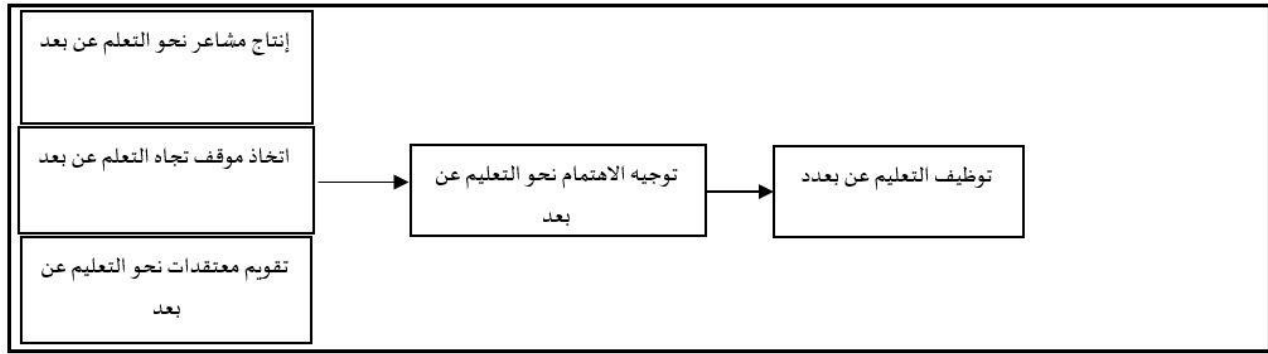 إنتاج مشاعر نحو التعلم عن بعد
اتخاذ موقف تجاه التعلم عن بعد
تقويم معتقدات نحو التعليم عن
بعد
توجيه الاهتمام نحو التعليم عن
بعد
توظيف التعليم عن بعدد